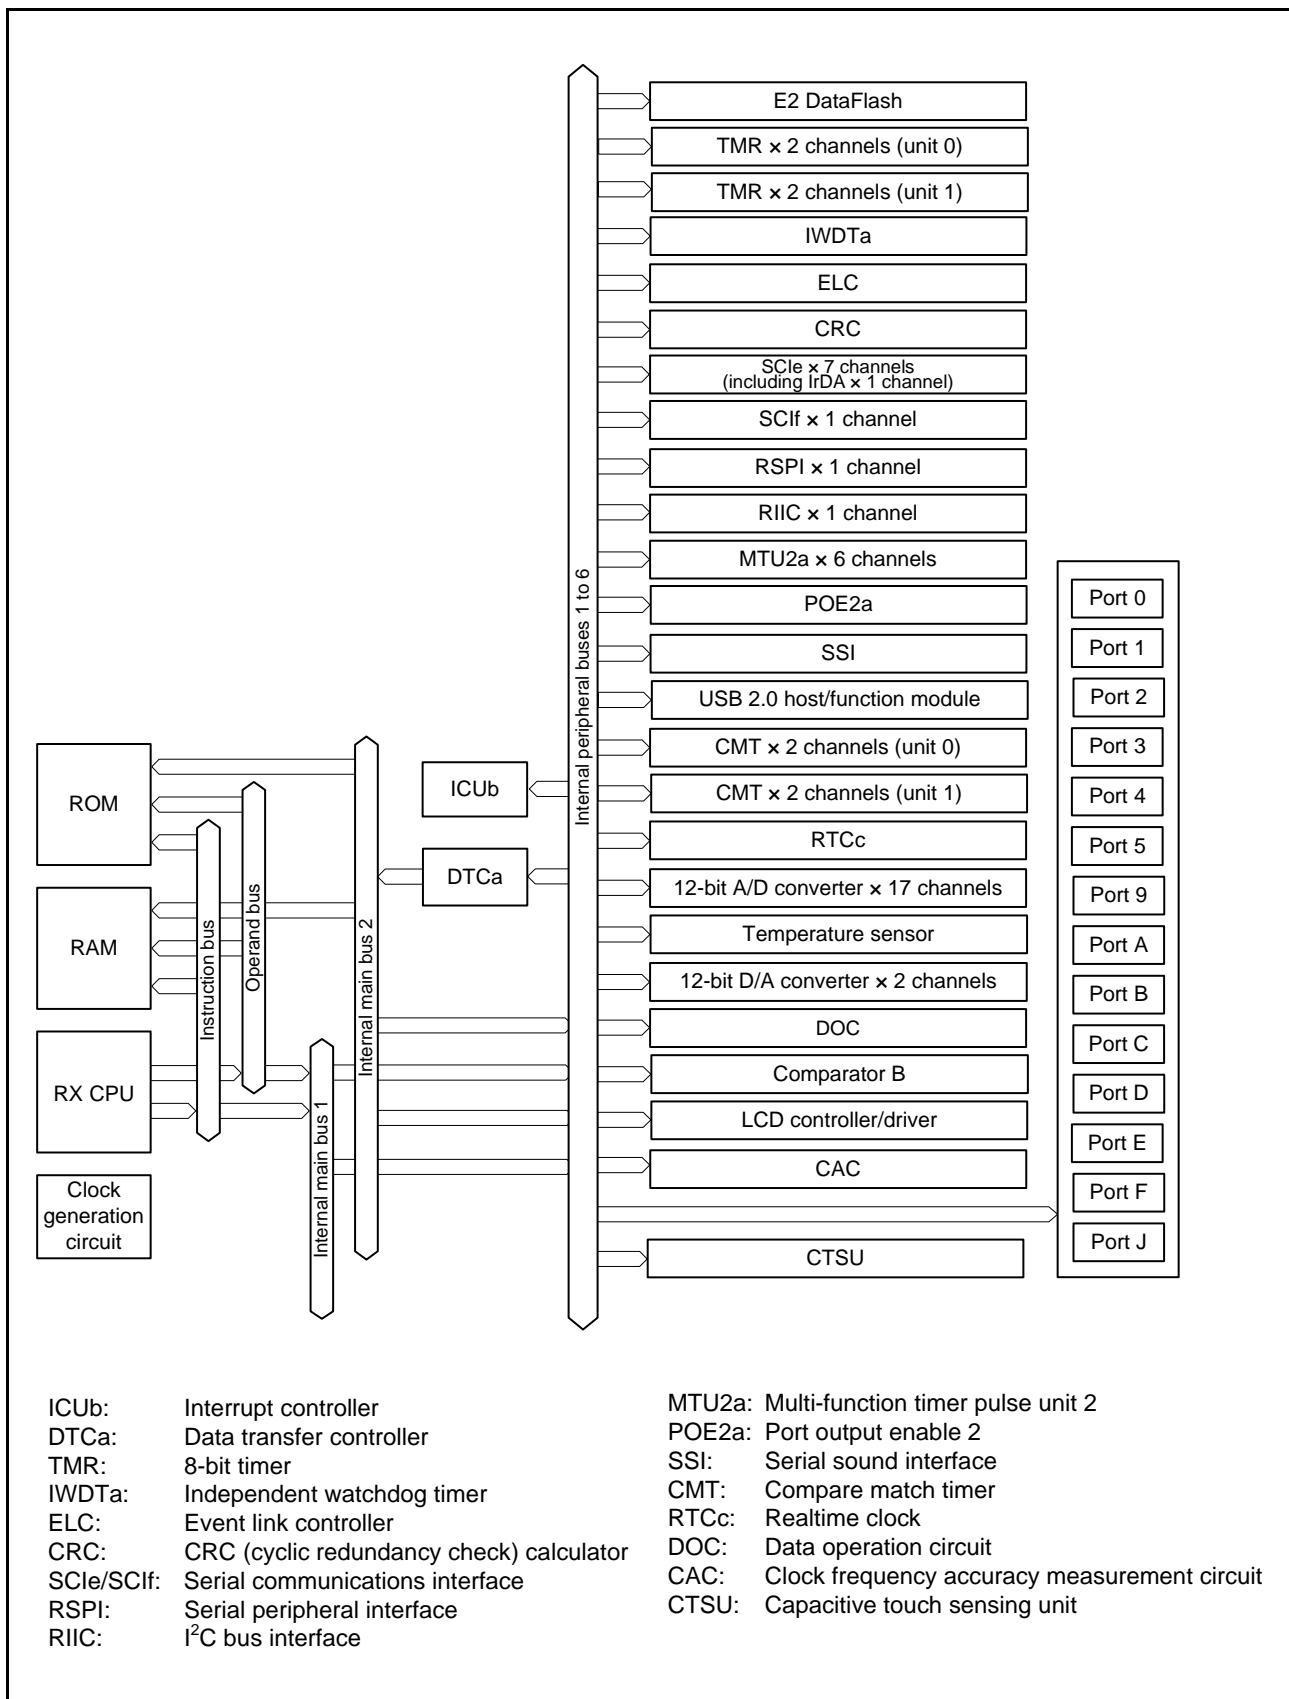 E2 DataFlash
TMR × 2 channels (unit 0)
TMR × 2 channels (unit 1)
IWDTa
ELC
CRC
SCIe × 7 channels
(including IrDA × 1 channel)
SCIf × 1 channel
RSPI × 1 channel
RIIC × 1 channel
MTU2a × 6 channels
POE2a
SSI
USB 2.0 host/function module
CMT × 2 channels (unit 0)
CMT × 2 channels (unit 1)
RTCc
12-bit A/D converter × 17 channels
Temperature sensor
12-bit D/A converter × 2 channels
DOC
Comparator B
LCD controller/driver
CAC
CTSU
Port 0
Port 1
Port 2
Port 3
Port 4
Port 5
Port 9
Port A
Port B
Port C
Port D
Port E
Port F
Port J
Internal peripheral buses 1 to 6
ICUb
DTCa
Internal main bus 2
Internal main bus 1
Operand bus
Instruction bus
ROM
RAM
RX CPU
Clock
generation
circuit
ICUb: Interrupt controller
DTCa: Data transfer controller
TMR: 8-bit timer
IWDTa: Independent watchdog timer
ELC: Event link controller
CRC: CRC (cyclic redundancy check) calculator
SCIe/SCIf: Serial communications interface
RSPI: Serial peripheral interface
RIIC: I²C bus interface
MTU2a: Multi-function timer pulse unit 2
POE2a: Port output enable 2
SSI: Serial sound interface
CMT: Compare match timer
RTCc: Realtime clock
DOC: Data operation circuit
CAC: Clock frequency accuracy measurement circuit
CTSU: Capacitive touch sensing unit